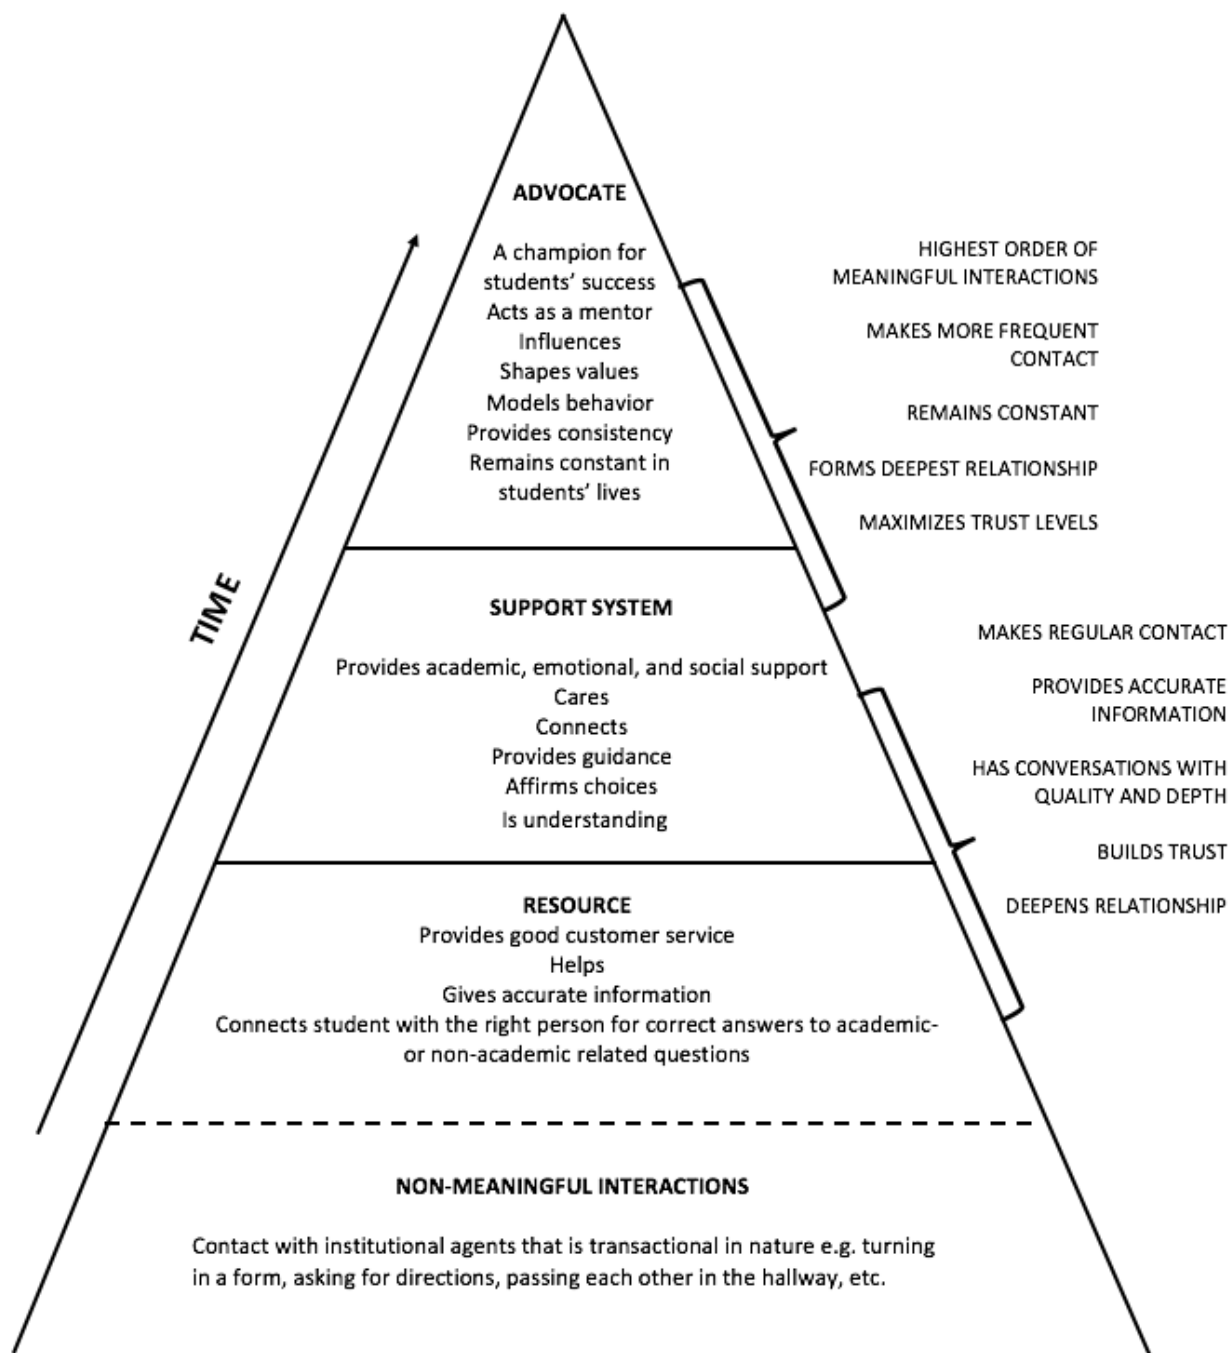 ADVOCATE
A champion for
students’ success
Acts as a mentor
Influences
Shapes values
Models behavior
Provides consistency
Remains constant in
students’ lives
HIGHEST ORDER OF
MEANINGFUL INTERACTIONS
MAKES MORE FREQUENT
CONTACT
REMAINS CONSTANT
FORMS DEEPEST RELATIONSHIP
MAXIMIZES TRUST LEVELS
TIME
SUPPORT SYSTEM
Provides academic, emotional, and social support
Cares
Connects
Provides guidance
Affirms choices
Is understanding
MAKES REGULAR CONTACT
PROVIDES ACCURATE
INFORMATION
HAS CONVERSATIONS WITH
QUALITY AND DEPTH
BUILDS TRUST
DEEPENS RELATIONSHIP
RESOURCE
Provides good customer service
Helps
Gives accurate information
Connects student with the right person for correct answers to academic-
or non-academic related questions
NON-MEANINGFUL INTERACTIONS
Contact with institutional agents that is transactional in nature e.g. turning
in a form, asking for directions, passing each other in the hallway, etc.